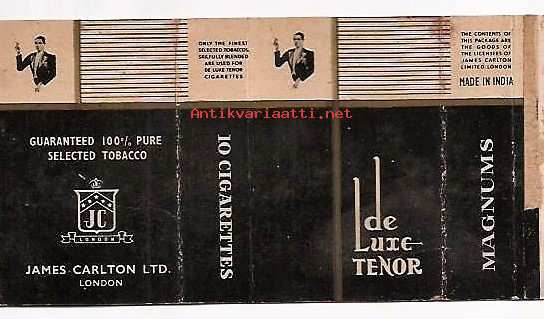 ONLY THE FINEST
SELECTED TOBACCOS,
SKILFULLY BLENDED
ARE USED FOR
DE LUXE TENOR
CIGARETTES
THE CONTENTS OF
THIS PACKAGE ARE
THE GOODS OF
THE LICENSEES OF
JAMES CARLTON
LIMITED. LONDON
MADE IN INDIA
Antikvariaatti.net
GUARANTEED 100% PURE
SELECTED TOBACCO
JC
LONDON
JAMES CARLTON LTD.
LONDON
10 CIGARETTES
de
Luxe
TENOR
MAGNUMS